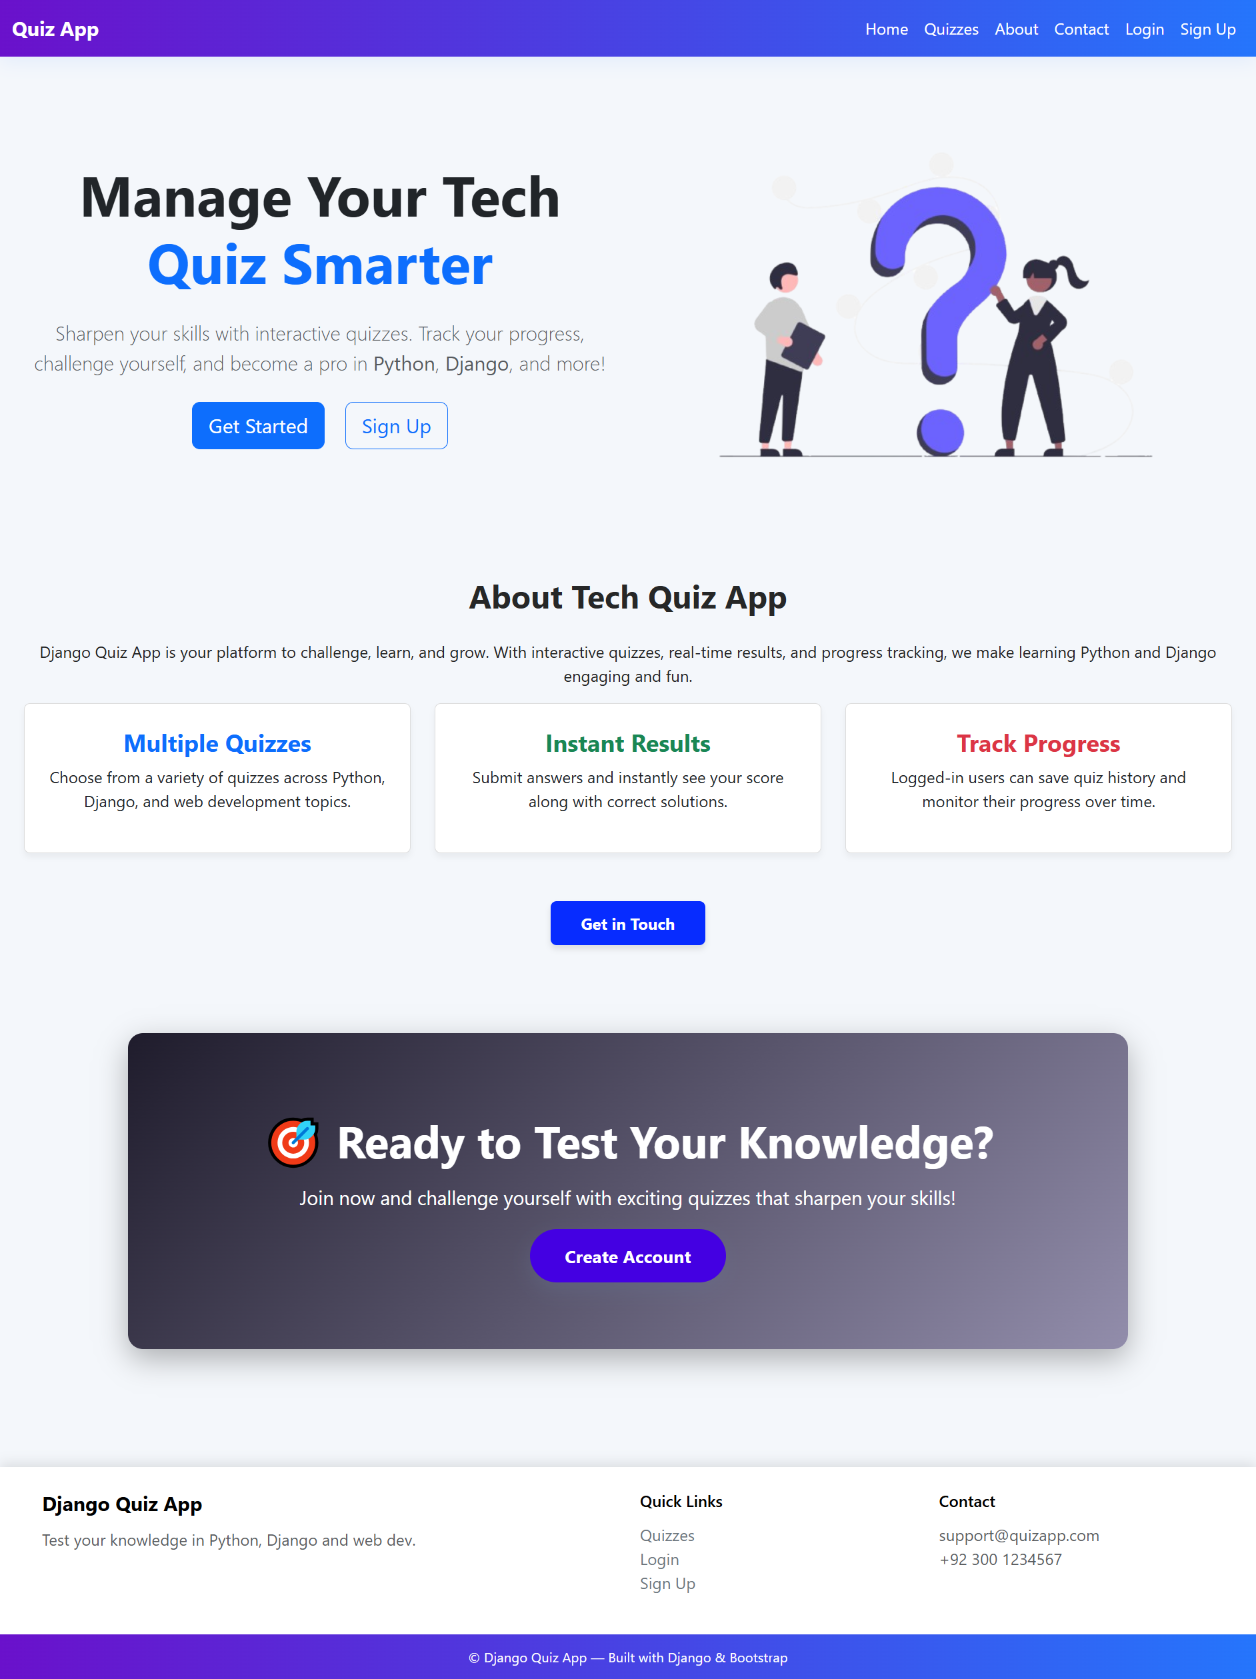 Quiz App
Home Quizzes About Contact Login Sign Up
Manage Your Tech
Quiz Smarter
Sharpen your skills with interactive quizzes. Track your progress,
challenge yourself, and become a pro in Python, Django, and more!
Get Started Sign Up
About Tech Quiz App
Django Quiz App is your platform to challenge, learn, and grow. With interactive quizzes, real-time results, and progress tracking, we make learning Python and Django
engaging and fun.
Multiple Quizzes
Choose from a variety of quizzes across Python,
Django, and web development topics.
Instant Results
Submit answers and instantly see your score
along with correct solutions.
Track Progress
Logged-in users can save quiz history and
monitor their progress over time.
Get in Touch
🎯 Ready to Test Your Knowledge?
Join now and challenge yourself with exciting quizzes that sharpen your skills!
Create Account
Django Quiz App
Test your knowledge in Python, Django and web dev.
Quick Links
Quizzes
Login
Sign Up
Contact
support@quizapp.com
+92 300 1234567
© Django Quiz App — Built with Django & Bootstrap